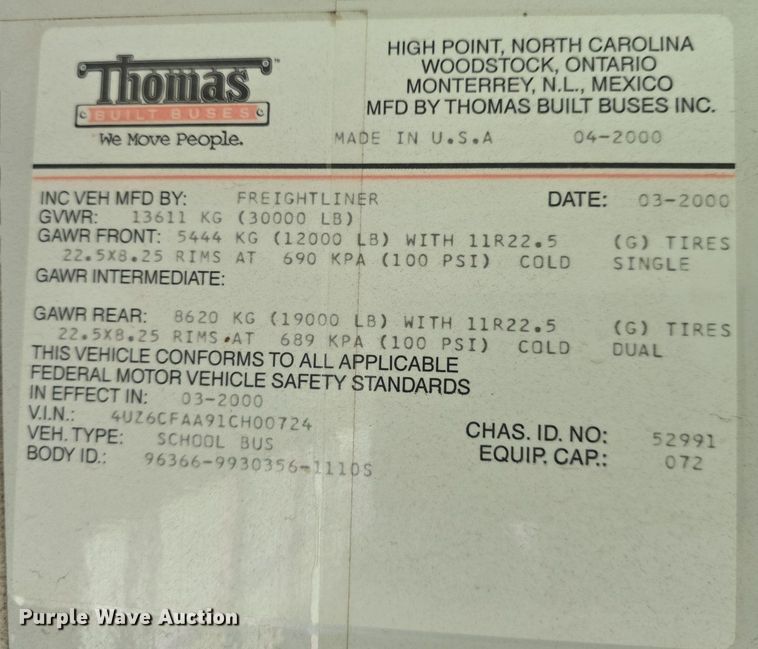 Thomas™
BUILT BUSES
We Move People.
HIGH POINT, NORTH CAROLINA
WOODSTOCK, ONTARIO
MONTERREY, N.L., MEXICO
MFD BY THOMAS BUILT BUSES INC.
MADE IN U.S.A 04-2000
INC VEH MFD BY: FREIGHTLINER DATE: 03-2000
GVWR: 13611 KG (30000 LB)
GAWR FRONT: 5444 KG (12000 LB) WITH 11R22.5 (G) TIRES
22.5X8.25 RIMS AT 690 KPA (100 PSI) COLD SINGLE
GAWR INTERMEDIATE:
GAWR REAR: 8620 KG (19000 LB) WITH 11R22.5 (G) TIRES
22.5X8.25 RIMS AT 689 KPA (100 PSI) COLD DUAL
THIS VEHICLE CONFORMS TO ALL APPLICABLE
FEDERAL MOTOR VEHICLE SAFETY STANDARDS
IN EFFECT IN: 03-2000
V.I.N.: 4UZ6CFAA91CH00724
VEH. TYPE: SCHOOL BUS CHAS. ID. NO: 52991
BODY ID.: 96366-9930356-1110S EQUIP. CAP.: 072
Purple Wave Auction